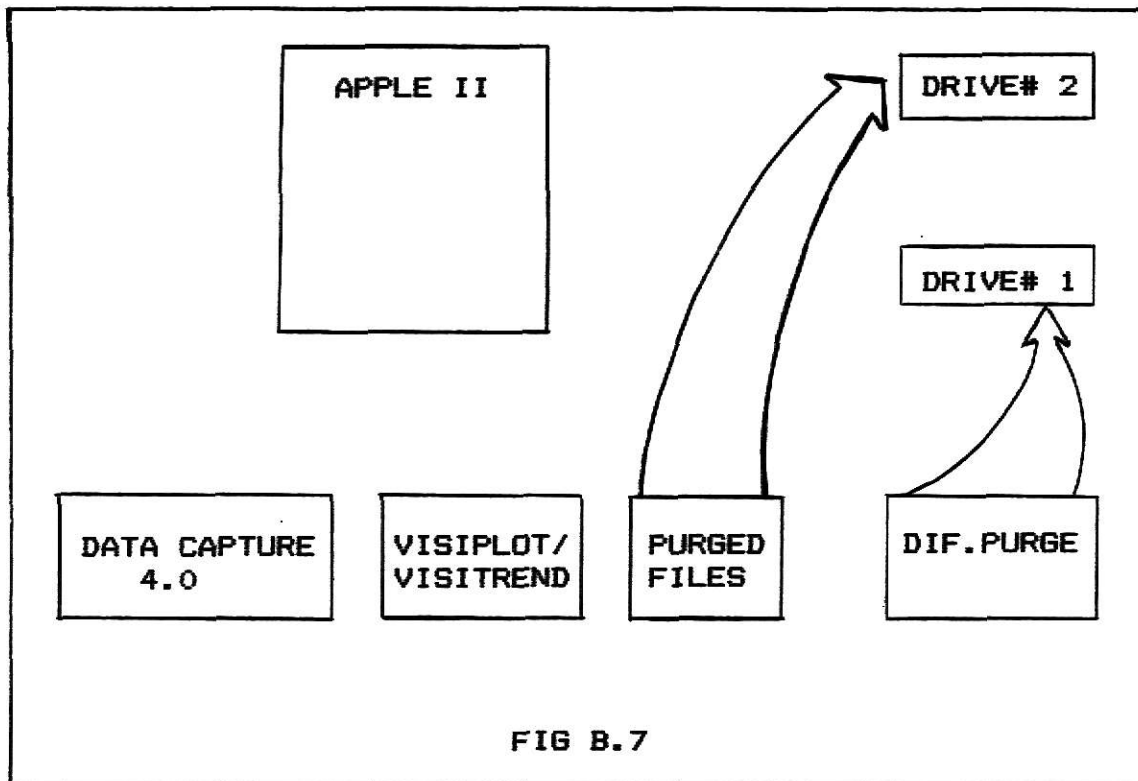 APPLE II
DRIVE# 2
DRIVE# 1
DATA CAPTURE
4.0
VISIPLOT/
VISITREND
PURGED
FILES
DIF.PURGE
FIG B.7